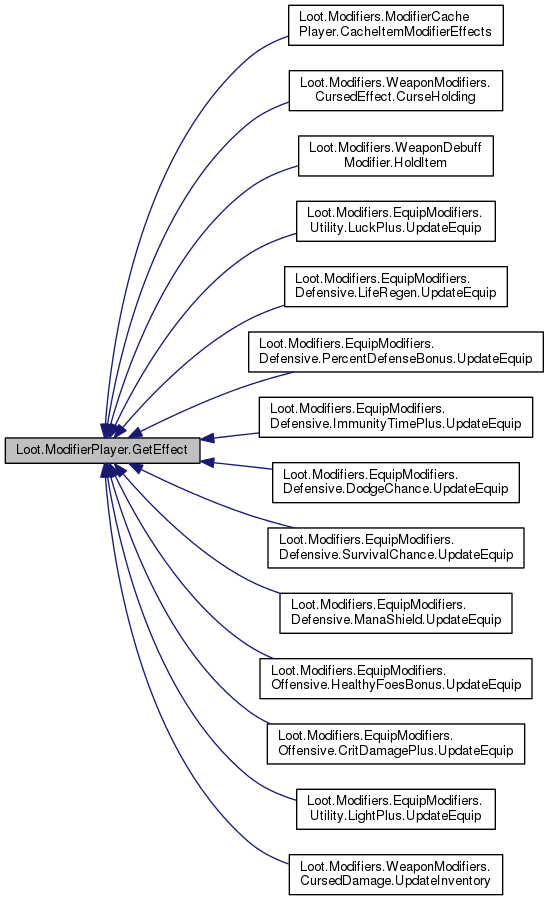 Loot.Modifiers.ModifierCache
Player.CacheItemModifierEffects
Loot.Modifiers.WeaponModifiers.
CursedEffect.CurseHolding
Loot.Modifiers.WeaponDebuff
Modifier.HoldItem
Loot.Modifiers.EquipModifiers.
Utility.LuckPlus.UpdateEquip
Loot.Modifiers.EquipModifiers.
Defensive.LifeRegen.UpdateEquip
Loot.Modifiers.EquipModifiers.
Defensive.PercentDefenseBonus.UpdateEquip
Loot.Modifiers.EquipModifiers.
Defensive.ImmunityTimePlus.UpdateEquip
Loot.ModifierPlayer.GetEffect
Loot.Modifiers.EquipModifiers.
Defensive.DodgeChance.UpdateEquip
Loot.Modifiers.EquipModifiers.
Defensive.SurvivalChance.UpdateEquip
Loot.Modifiers.EquipModifiers.
Defensive.ManaShield.UpdateEquip
Loot.Modifiers.EquipModifiers.
Offensive.HealthyFoesBonus.UpdateEquip
Loot.Modifiers.EquipModifiers.
Offensive.CritDamagePlus.UpdateEquip
Loot.Modifiers.EquipModifiers.
Utility.LightPlus.UpdateEquip
Loot.Modifiers.WeaponModifiers.
CursedDamage.UpdateInventory